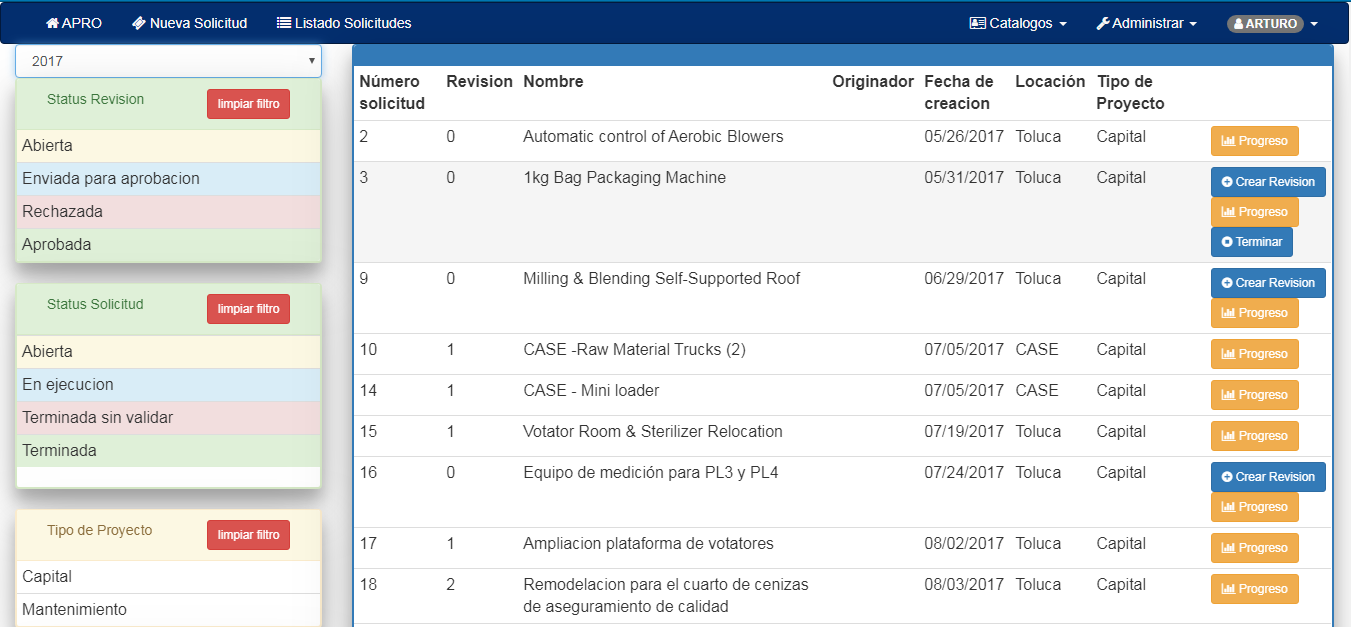 APRO Nueva Solicitud Listado Solicitudes Catalogos Administrar ARTURO
2017
Status Revision limpiar filtro
Abierta
Enviada para aprobacion
Rechazada
Aprobada
Status Solicitud limpiar filtro
Abierta
En ejecucion
Terminada sin validar
Terminada
Tipo de Proyecto limpiar filtro
Capital
Mantenimiento
Número Revision Nombre Originador Fecha de Locación Tipo de
solicitud creacion Proyecto
2 0 Automatic control of Aerobic Blowers 05/26/2017 Toluca Capital Progreso
3 0 1kg Bag Packaging Machine 05/31/2017 Toluca Capital Crear Revision
Progreso
Terminar
9 0 Milling & Blending Self-Supported Roof 06/29/2017 Toluca Capital Crear Revision
Progreso
10 1 CASE -Raw Material Trucks (2) 07/05/2017 CASE Capital Progreso
14 1 CASE - Mini loader 07/05/2017 CASE Capital Progreso
15 1 Votator Room & Sterilizer Relocation 07/19/2017 Toluca Capital Progreso
16 0 Equipo de medición para PL3 y PL4 07/24/2017 Toluca Capital Crear Revision
Progreso
17 1 Ampliacion plataforma de votatores 08/02/2017 Toluca Capital Progreso
18 2 Remodelacion para el cuarto de cenizas 08/03/2017 Toluca Capital Progreso
de aseguramiento de calidad